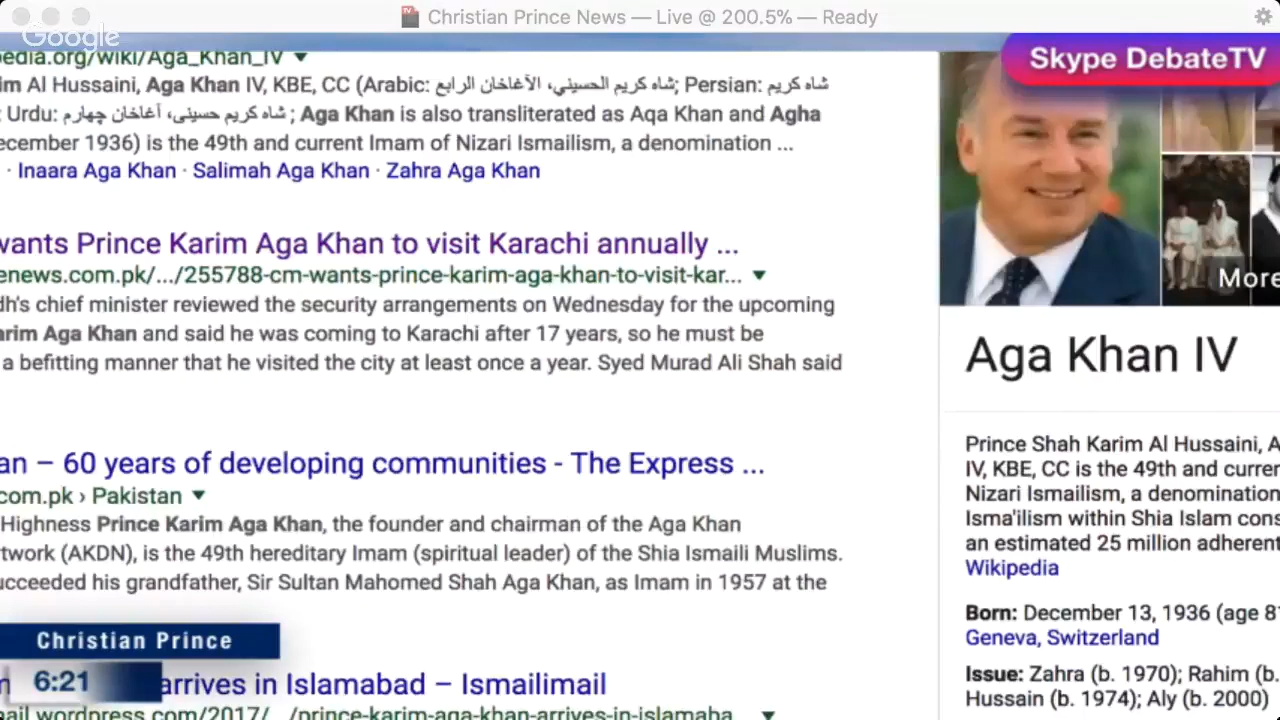 Christian Prince News — Live @ 200.5% — Ready
Google
Skype DebateTV
pedia.org/wiki/Aga_Khan_IV
im Al Hussaini, Aga Khan IV, KBE, CC (Arabic: شاه كريم الحسيني، الآغاخان الرابع; Persian: شاه کریم
: Urdu: شاه کریم حسینی، آغاخان چهارم ; Aga Khan is also transliterated as Aqa Khan and Agha
ecember 1936) is the 49th and current Imam of Nizari Ismailism, a denomination ...
· Inaara Aga Khan · Salimah Aga Khan · Zahra Aga Khan
wants Prince Karim Aga Khan to visit Karachi annually ...
enews.com.pk/.../255788-cm-wants-prince-karim-aga-khan-to-visit-kar...
dh's chief minister reviewed the security arrangements on Wednesday for the upcoming
arim Aga Khan and said he was coming to Karachi after 17 years, so he must be
a befitting manner that he visited the city at least once a year. Syed Murad Ali Shah said
an – 60 years of developing communities - The Express ...
com.pk › Pakistan
Highness Prince Karim Aga Khan, the founder and chairman of the Aga Khan
twork (AKDN), is the 49th hereditary Imam (spiritual leader) of the Shia Ismaili Muslims.
ucceeded his grandfather, Sir Sultan Mahomed Shah Aga Khan, as Imam in 1957 at the
Christian Prince
6:21
arrives in Islamabad – Ismailimail
ail.wordpress.com/2017/.../prince-karim-aga-khan-arrives-in-islamaba...
More
Aga Khan IV
Prince Shah Karim Al Hussaini, A
IV, KBE, CC is the 49th and curren
Nizari Ismailism, a denomination
Isma'ilism within Shia Islam cons
an estimated 25 million adherent
Wikipedia
Born: December 13, 1936 (age 81
Geneva, Switzerland
Issue: Zahra (b. 1970); Rahim (b.
Hussain (b. 1974); Aly (b. 2000)